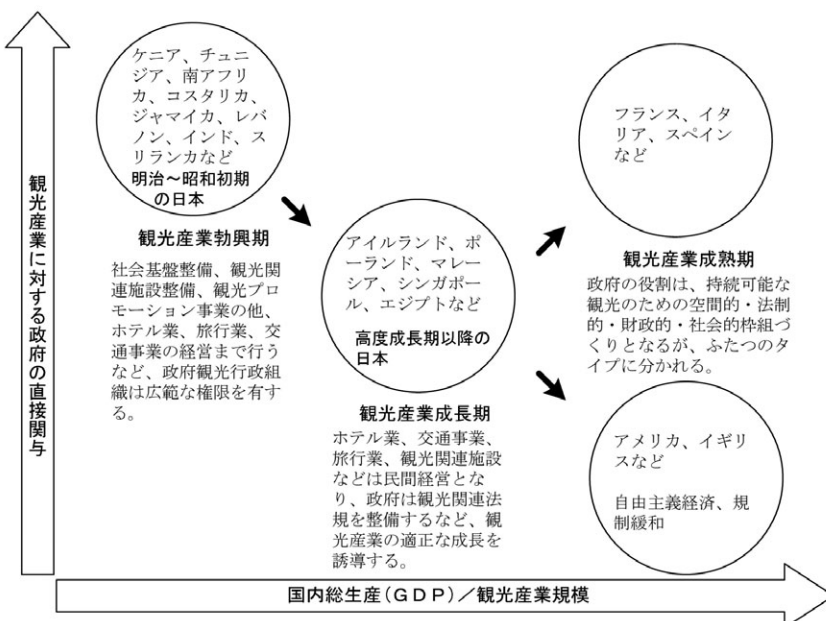 観光産業に対する政府の直接関与
ケニア、チュニ
ジア、南アフリ
カ、コスタリカ、
ジャマイカ、レバ
ノン、インド、ス
リランカなど
明治~昭和初期
の日本
観光産業勃興期
社会基盤整備、観光関
連施設整備、観光プロ
モーション事業の他、
ホテル業、旅行業、交
通事業の経営まで行う
など、政府観光行政組
織は広範な権限を有す
る。
アイルランド、ポ
ーランド、マレー
シア、シンガポー
ル、エジプトなど
高度成長期以降の
日本
観光産業成長期
ホテル業、交通事業、
旅行業、観光関連施設
などは民間経営とな
り、政府は観光関連法
規を整備するなど、観
光産業の適正な成長を
誘導する。
フランス、イタ
リア、スペイン
など
観光産業成熟期
政府の役割は、持続可能な
観光のための空間的・法制
的・財政的・社会的枠組づ
くりとなるが、ふたつのタ
イプに分かれる。
アメリカ、イギリ
スなど
自由主義経済、規
制緩和
国内総生産(GDP)/観光産業規模